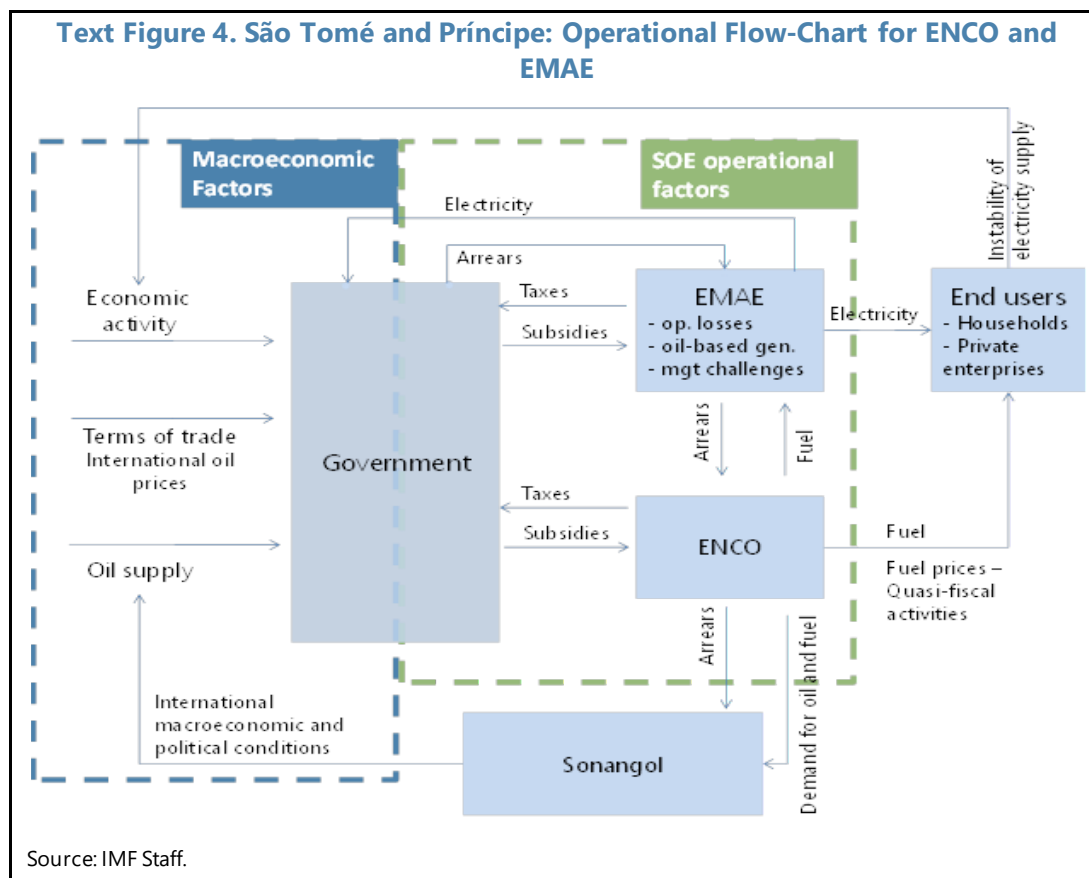 Text Figure 4. São Tomé and Príncipe: Operational Flow-Chart for ENCO and
EMAE
Macroeconomic
Factors
SOE operational
factors
Instability of
electricity supply
Electricity
Arrears
Economic
activity
Taxes
Subsidies
EMAE
- op. losses
- oil-based gen.
- mgt challenges
Electricity
End users
- Households
- Private
enterprises
Terms of trade
International oil
prices
Government
Arrears
Fuel
Taxes
Subsidies
ENCO
Fuel
Fuel prices –
Quasi-fiscal
activities
Oil supply
Arrears
Demand for oil and fuel
International
macroeconomic and
political conditions
Sonangol
Source: IMF Staff.